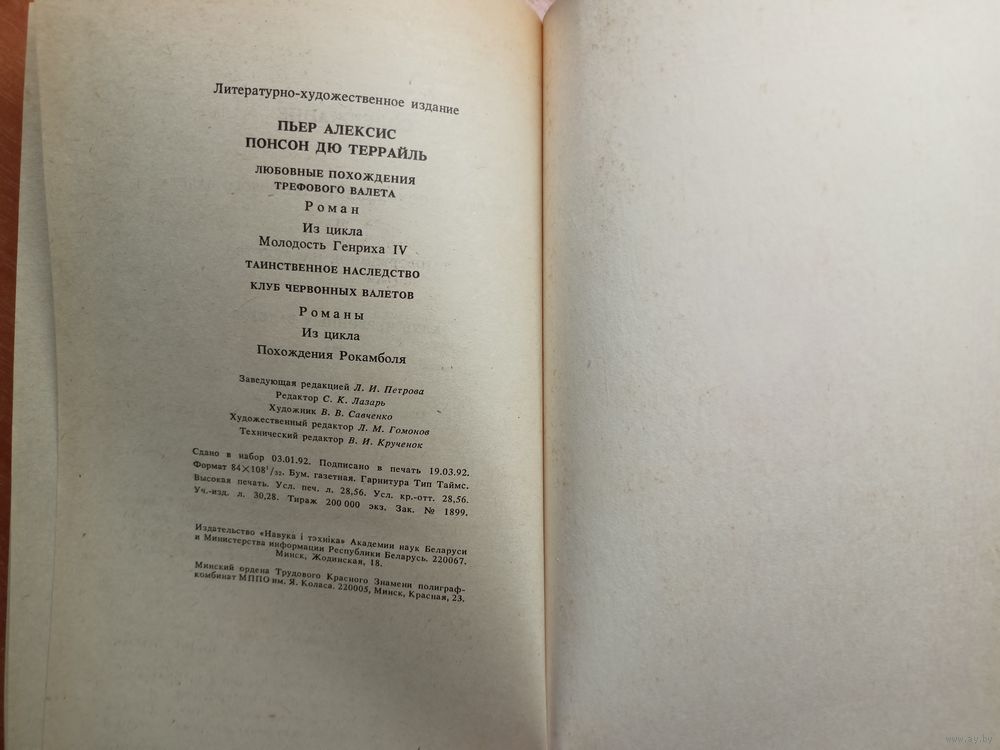 Литературно-художественное издание
ПЬЕР АЛЕКСИС
ПОНСОН ДЮ ТЕРРАЙЛЬ
ЛЮБОВНЫЕ ПОХОЖДЕНИЯ
ТРЕФОВОГО ВАЛЕТА
Роман
Из цикла
Молодость Генриха IV
ТАИНСТВЕННОЕ НАСЛЕДСТВО
КЛУБ ЧЕРВОННЫХ ВАЛЕТОВ
Романы
Из цикла
Похождения Рокамболя
Заведующая редакцией Л. И. Петрова
Редактор С. К. Лазарь
Художник В. В. Савченко
Художественный редактор Л. М. Гомонов
Технический редактор В. И. Крученок
Сдано в набор 03.01.92. Подписано в печать 19.03.92.
Формат 84×108¹/₃₂. Бум. газетная. Гарнитура Тип Таймс.
Высокая печать. Усл. печ. л. 28,56. Усл. кр.-отт. 28,56.
Уч.-изд. л. 30,28. Тираж 200 000 экз. Зак. № 1899.
Издательство «Навука і тэхніка» Академии наук Беларуси
и Министерства информации Республики Беларусь. 220067.
Минск, Жодинская, 18.
Минский ордена Трудового Красного Знамени полиграф-
комбинат МППО им. Я. Коласа. 220005, Минск, Красная, 23.
www.ay.by